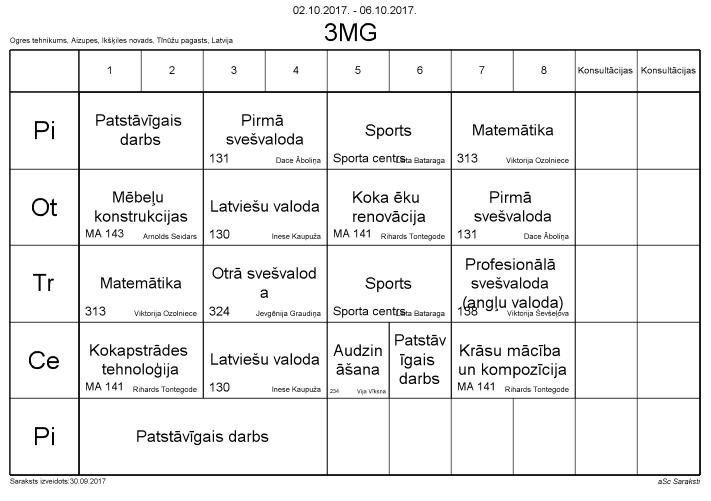 02.10.2017. - 06.10.2017.
3MG
Ogres tehnikums, Aizupes, Ikšķiles novads, Tīnūžu pagasts, Latvija
1 2 3 4 5 6 7 8 Konsultācijas Konsultācijas
Pi
Patstāvīgais
darbs
Pirmā
svešvaloda
131 Dace Āboliņa
Sports
Sporta centrs Bataraga
Matemātika
313 Viktorija Ozolniece
Ot
Mēbeļu
konstrukcijas
MA 143 Arnolds Seidars
Latviešu valoda
130 Inese Kaupuža
Koka ēku
renovācija
MA 141 Rihards Tontegode
Pirmā
svešvaloda
131 Dace Āboliņa
Tr
Matemātika
313 Viktorija Ozolniece
Otrā svešvalod
a
324 Jevgēnija Graudiņa
Sports
Sporta centrs Bataraga
Profesionālā
svešvaloda
(angļu valoda)
138 Viktorija Ševšeļova
Ce
Kokapstrādes
tehnoloģija
MA 141 Rihards Tontegode
Latviešu valoda
130 Inese Kaupuža
Audzin
āšana
234 Vija Vīksna
Patstāv
īgais
darbs
Krāsu mācība
un kompozīcija
MA 141 Rihards Tontegode
Pi
Patstāvīgais darbs
Saraksts izveidots:30.09.2017 aSc Saraksti